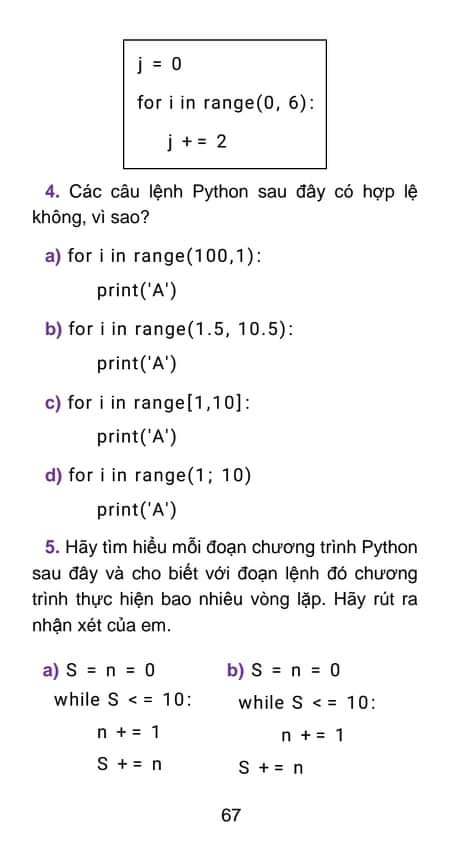 j = 0
for i in range(0, 6):
j += 2
4. Các câu lệnh Python sau đây có hợp lệ
không, vì sao?
a) for i in range(100,1):
print('A')
b) for i in range(1.5, 10.5):
print('A')
c) for i in range[1,10]:
print('A')
d) for i in range(1; 10)
print('A')
5. Hãy tìm hiểu mỗi đoạn chương trình Python
sau đây và cho biết với đoạn lệnh đó chương
trình thực hiện bao nhiêu vòng lặp. Hãy rút ra
nhận xét của em.
a) S = n = 0
while S <= 10:
n += 1
S += n
b) S = n = 0
while S <= 10:
n += 1
S += n
67